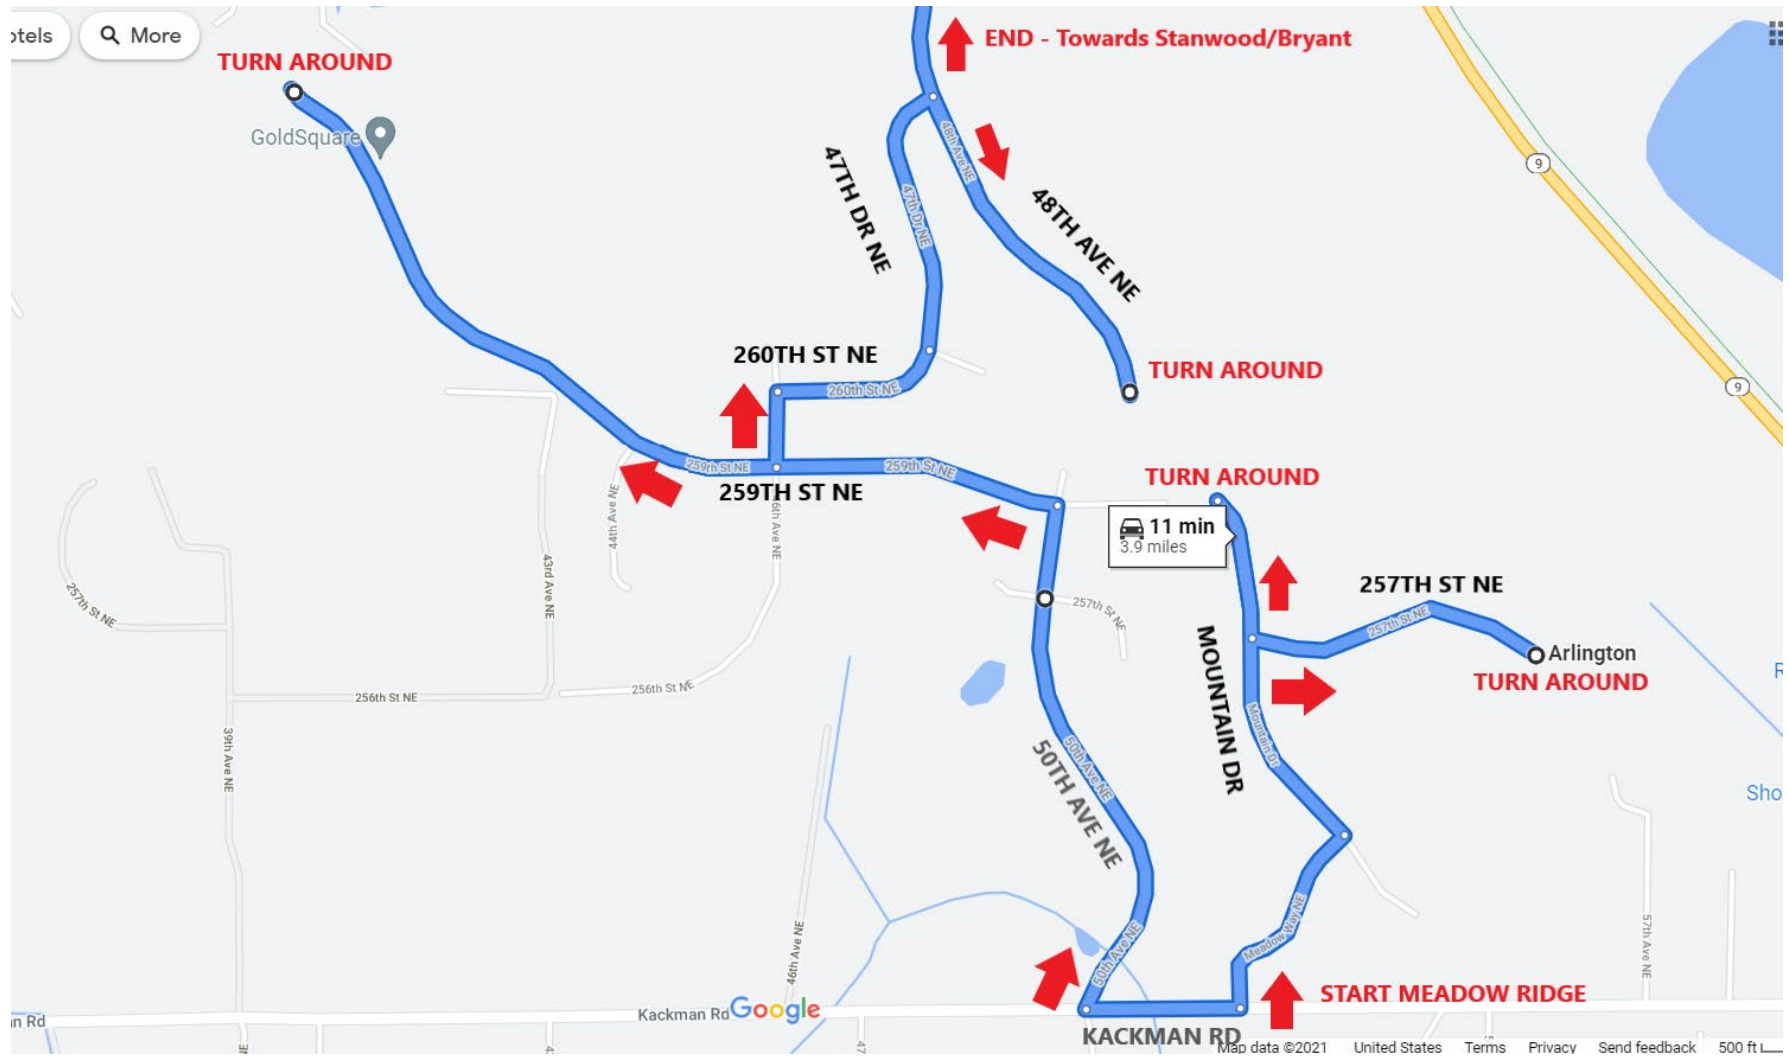 otels
More
TURN AROUND
END - Towards Stanwood/Bryant
GoldSquare
9
48th Ave NE
47TH DR NE
47th Dr NE
48TH AVE NE
260TH ST NE
260th St NE
TURN AROUND
9
259th St NE
259th St NE
259TH ST NE
TURN AROUND
44th Ave NE
6th Ave NE
11 min
3.9 miles
43rd Ave NE
257th St NE
257th St NE
257TH ST NE
257th St NE
Arlington
TURN AROUND
MOUNTAIN DR
Mountain Dr
256th St NE
256th St NE
R
39th Ave NE
50TH AVE NE
50th Ave NE
Sho
46th Ave NE
50th Ave NE
Meadow Way NE
57th Ave NE
START MEADOW RIDGE
n Rd
Kackman Rd
Google
KACKMAN RD
NE
47
Map data ©2021
United States
Terms
Privacy
Send feedback
500 ft